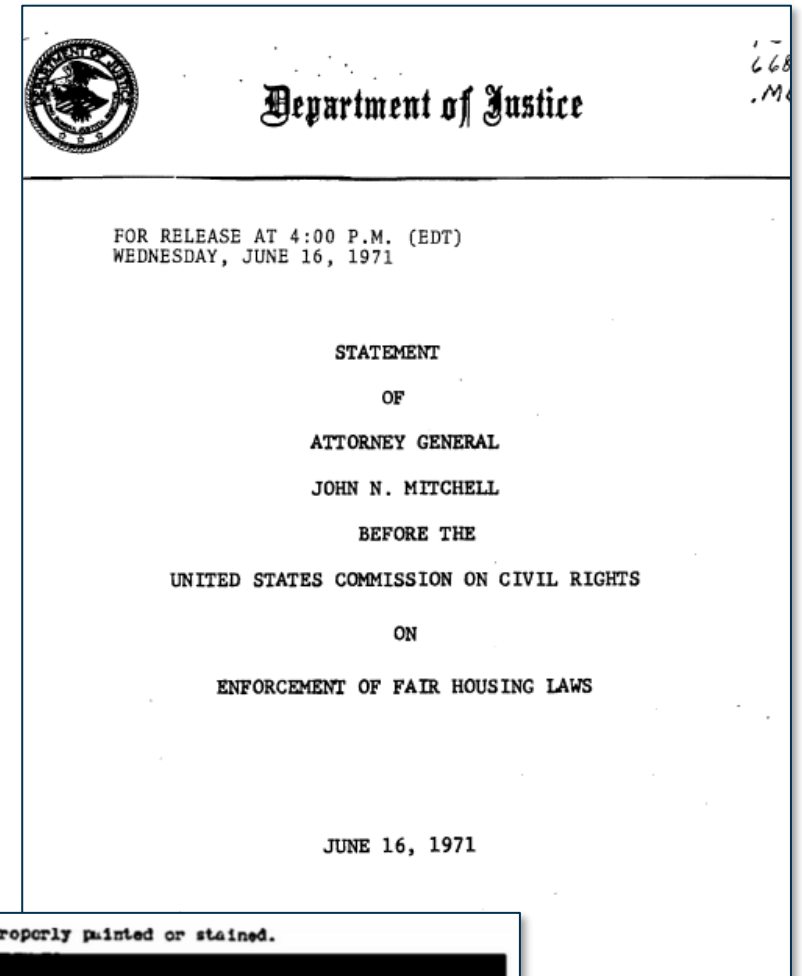 668
Department of Justice
FOR RELEASE AT 4:00 P.M. (EDT)
WEDNESDAY, JUNE 16, 1971
STATEMENT
OF
ATTORNEY GENERAL
JOHN N. MITCHELL
BEFORE THE
UNITED STATES COMMISSION ON CIVIL RIGHTS
ON
ENFORCEMENT OF FAIR HOUSING LAWS
JUNE 16, 1971
painted or stained.